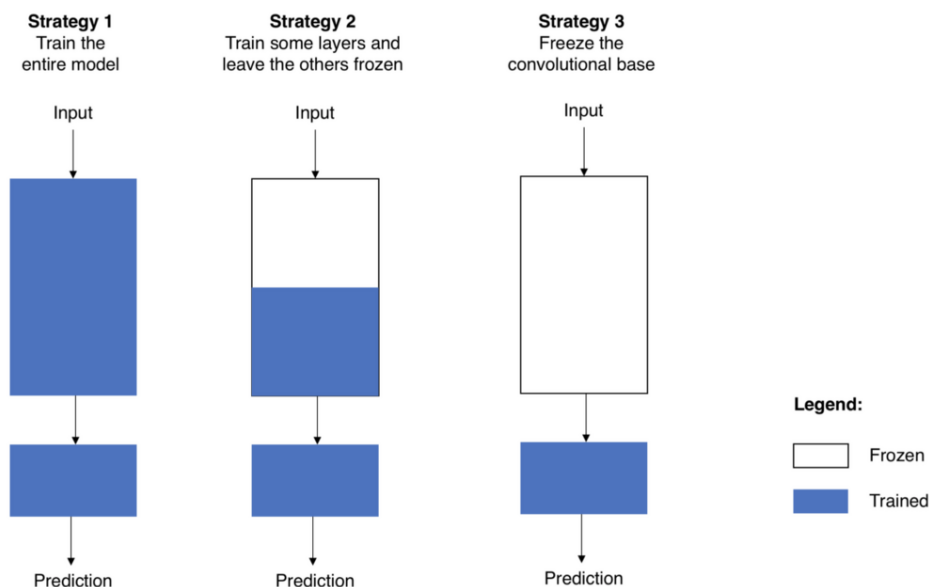 Strategy 1
Train the
entire model
Strategy 2
Train some layers and
leave the others frozen
Strategy 3
Freeze the
convolutional base
Input
Input
Input
Legend:
Frozen
Trained
Prediction
Prediction
Prediction